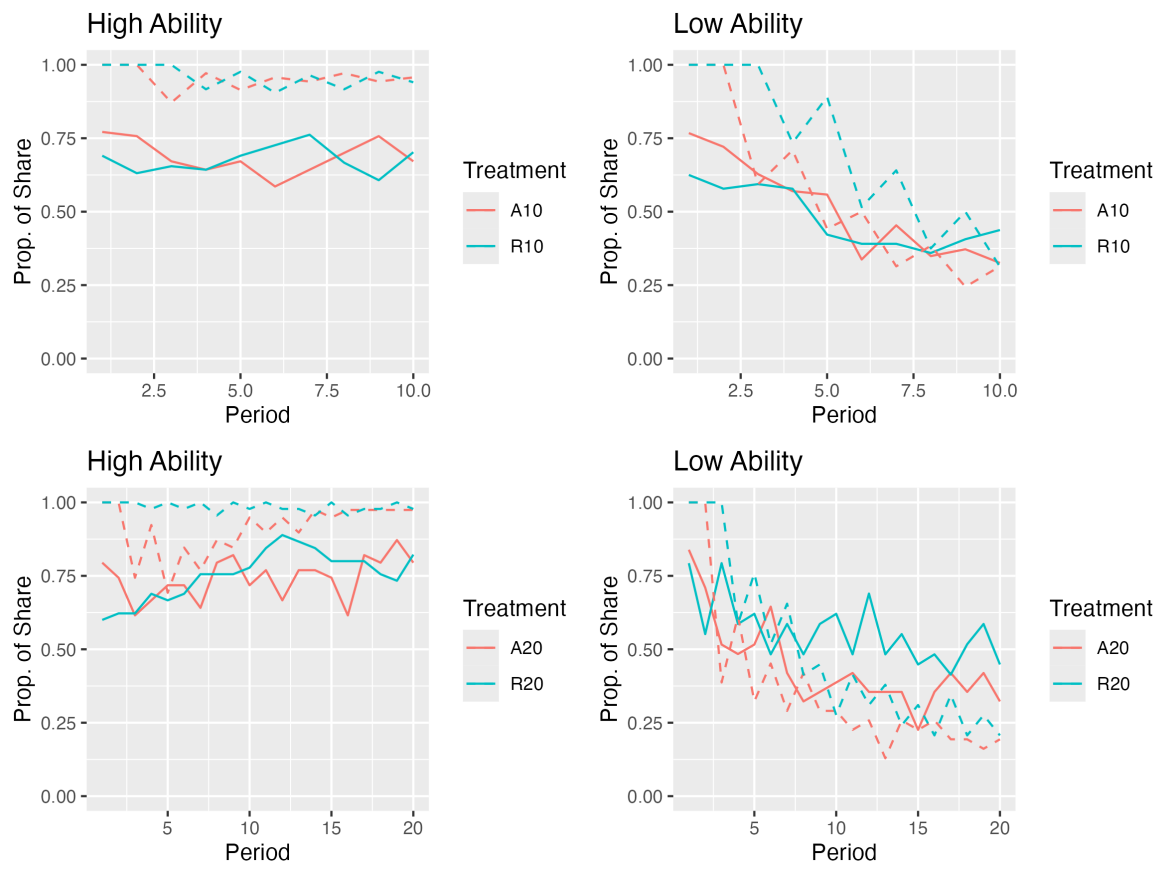 High Ability
1.00
0.75
0.50
0.25
0.00
Prop. of Share
2.5 5.0 7.5 10.0
Period
Treatment
A10
R10
Low Ability
1.00
0.75
0.50
0.25
0.00
Prop. of Share
2.5 5.0 7.5 10.0
Period
Treatment
A10
R10
High Ability
1.00
0.75
0.50
0.25
0.00
Prop. of Share
5 10 15 20
Period
Treatment
A20
R20
Low Ability
1.00
0.75
0.50
0.25
0.00
Prop. of Share
5 10 15 20
Period
Treatment
A20
R20